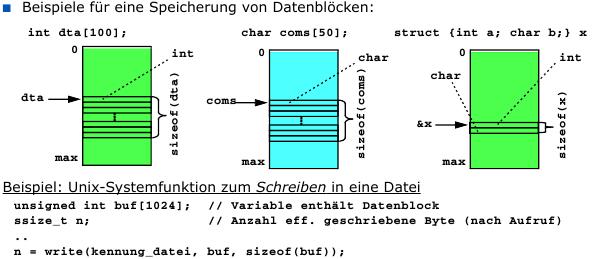 Beispiele für eine Speicherung von Datenblöcken:
int dta[100];
char coms[50];
struct {int a; char b;} x
0
int
dta
sizeof(dta)
max
0
char
coms
sizeof(coms)
max
0
int
char
&x
sizeof(x)
max
Beispiel: Unix-Systemfunktion zum Schreiben in eine Datei
unsigned int buf[1024]; // Variable enthält Datenblock
ssize_t n; // Anzahl eff. geschriebene Byte (nach Aufruf)
..
n = write(kennung_datei, buf, sizeof(buf));